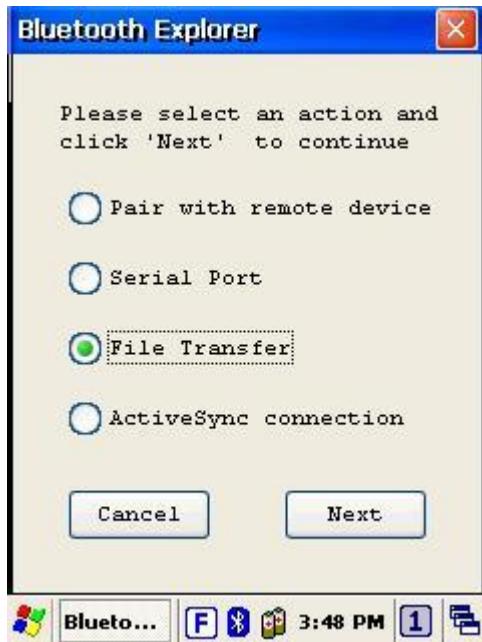 Bluetooth Explorer
Please select an action and
click 'Next' to continue
Pair with remote device
Serial Port
File Transfer
ActiveSync connection
Cancel Next
Blueto... F 3:48 PM 1